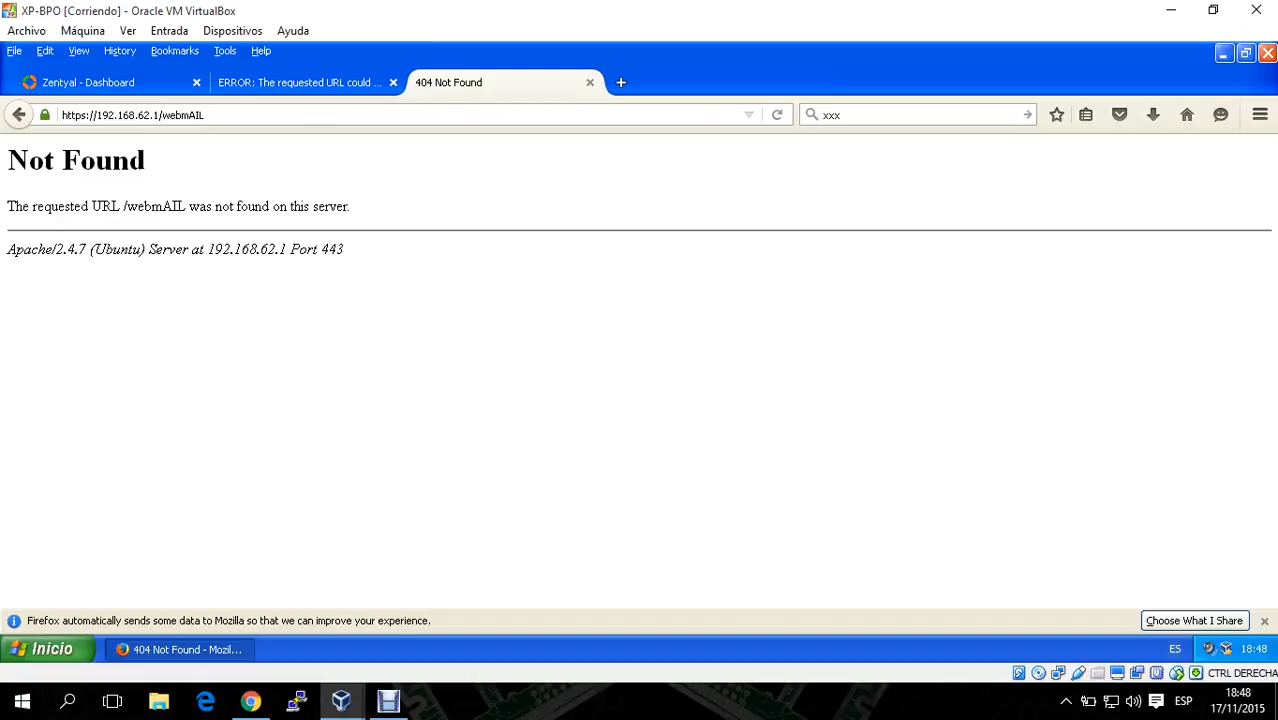 XP-BPO [Corriendo] - Oracle VM VirtualBox
Archivo Máquina Ver Entrada Dispositivos Ayuda
File Edit View History Bookmarks Tools Help
Zentyal - Dashboard ERROR: The requested URL could ... 404 Not Found
https://192.168.62.1/webmAIL xxx
Not Found
The requested URL /webmAIL was not found on this server.
Apache/2.4.7 (Ubuntu) Server at 192.168.62.1 Port 443
Firefox automatically sends some data to Mozilla so that we can improve your experience. Choose What I Share
Inicio 404 Not Found - Mozil... ES 18:48
CTRL DERECHA
ESP 18:48
17/11/2015